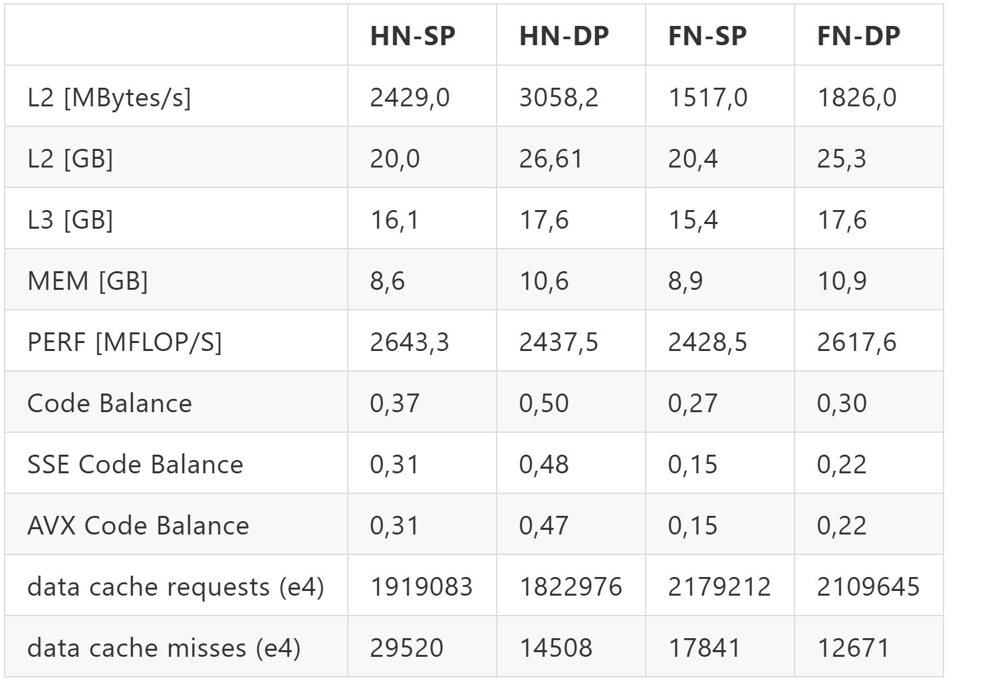 HN-SP HN-DP FN-SP FN-DP
L2 [MBytes/s] 2429,0 3058,2 1517,0 1826,0
L2 [GB] 20,0 26,61 20,4 25,3
L3 [GB] 16,1 17,6 15,4 17,6
MEM [GB] 8,6 10,6 8,9 10,9
PERF [MFLOP/S] 2643,3 2437,5 2428,5 2617,6
Code Balance 0,37 0,50 0,27 0,30
SSE Code Balance 0,31 0,48 0,15 0,22
AVX Code Balance 0,31 0,47 0,15 0,22
data cache requests (e4) 1919083 1822976 2179212 2109645
data cache misses (e4) 29520 14508 17841 12671